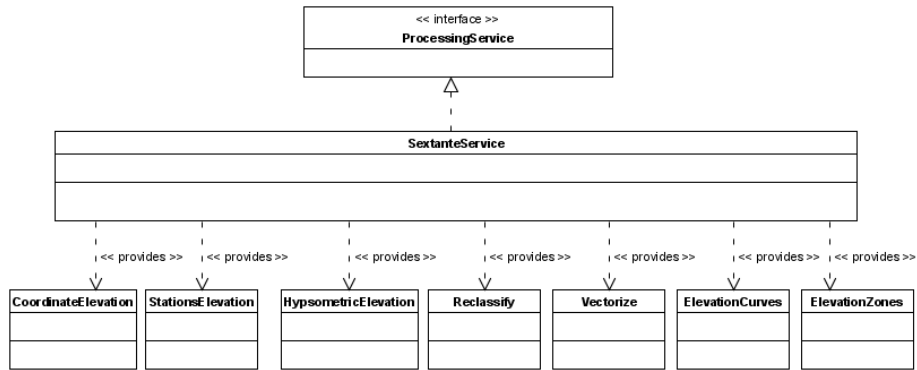 << interface >>
ProcessingService
SextanteService
<< provides >> << provides >> << provides >> << provides >> << provides >> << provides >> << provides >>
CoordinateElevation StationsElevation HypsometricElevation Reclassify Vectorize ElevationCurves ElevationZones